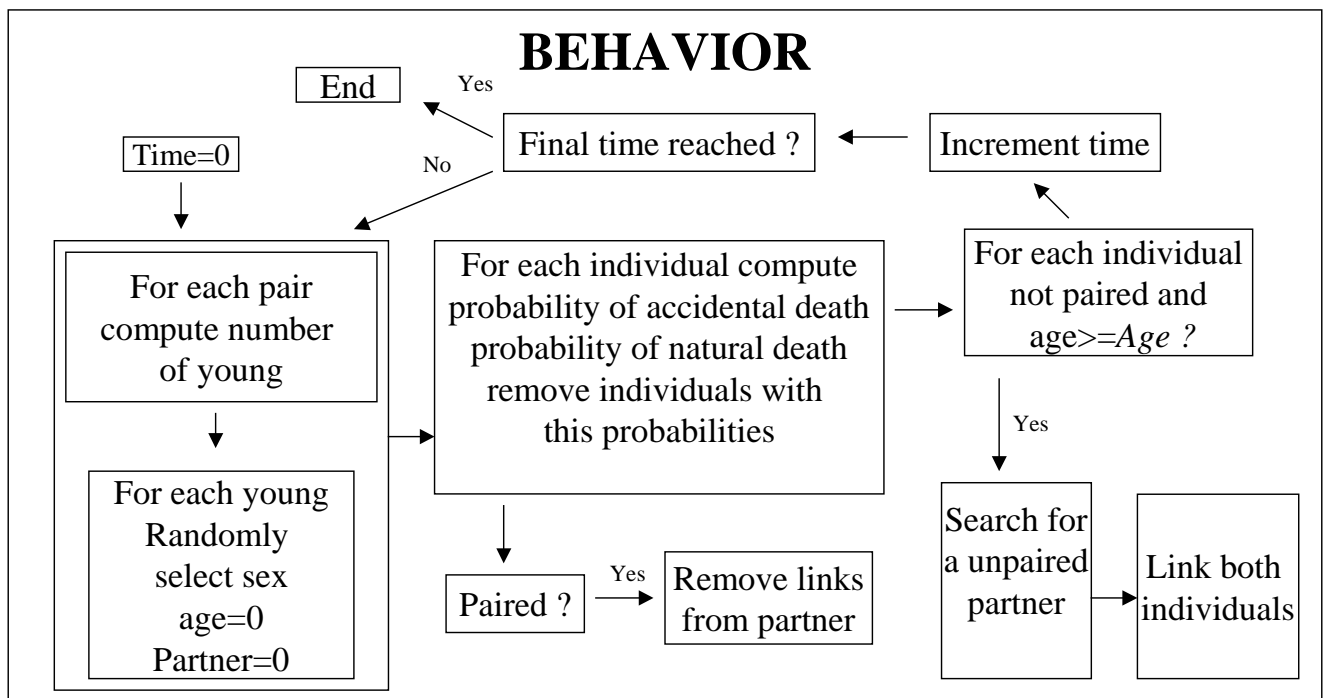 BEHAVIOR
End
Yes
Final time reached ?
Increment time
Time=0
No
For each pair
compute number
of young
For each young
Randomly
select sex
age=0
Partner=0
For each individual compute
probability of accidental death
probability of natural death
remove individuals with
this probabilities
Paired ?
Yes
Remove links
from partner
For each individual
not paired and
age>=Age ?
Yes
Search for
a unpaired
partner
Link both
individuals